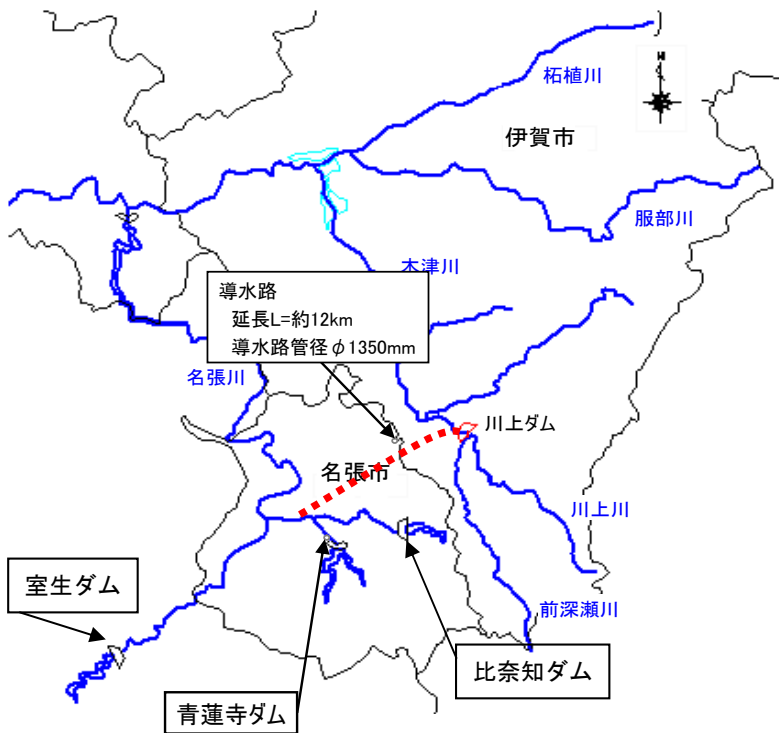 柘植川
N
伊賀市
服部川
木津川
導水路
延長L=約12km
導水路管径φ1350mm
名張川
川上ダム
名張市
川上川
室生ダム
前深瀬川
比奈知ダム
青蓮寺ダム